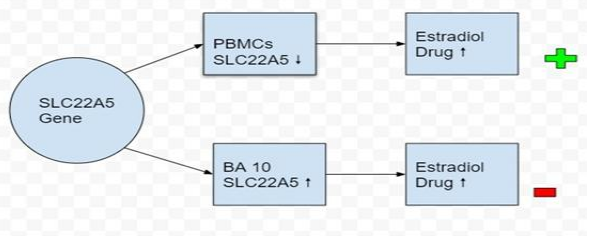 SLC22A5
Gene
PBMCs
SLC22A5 ↓
Estradiol
Drug ↑
BA 10
SLC22A5 ↑
Estradiol
Drug ↑